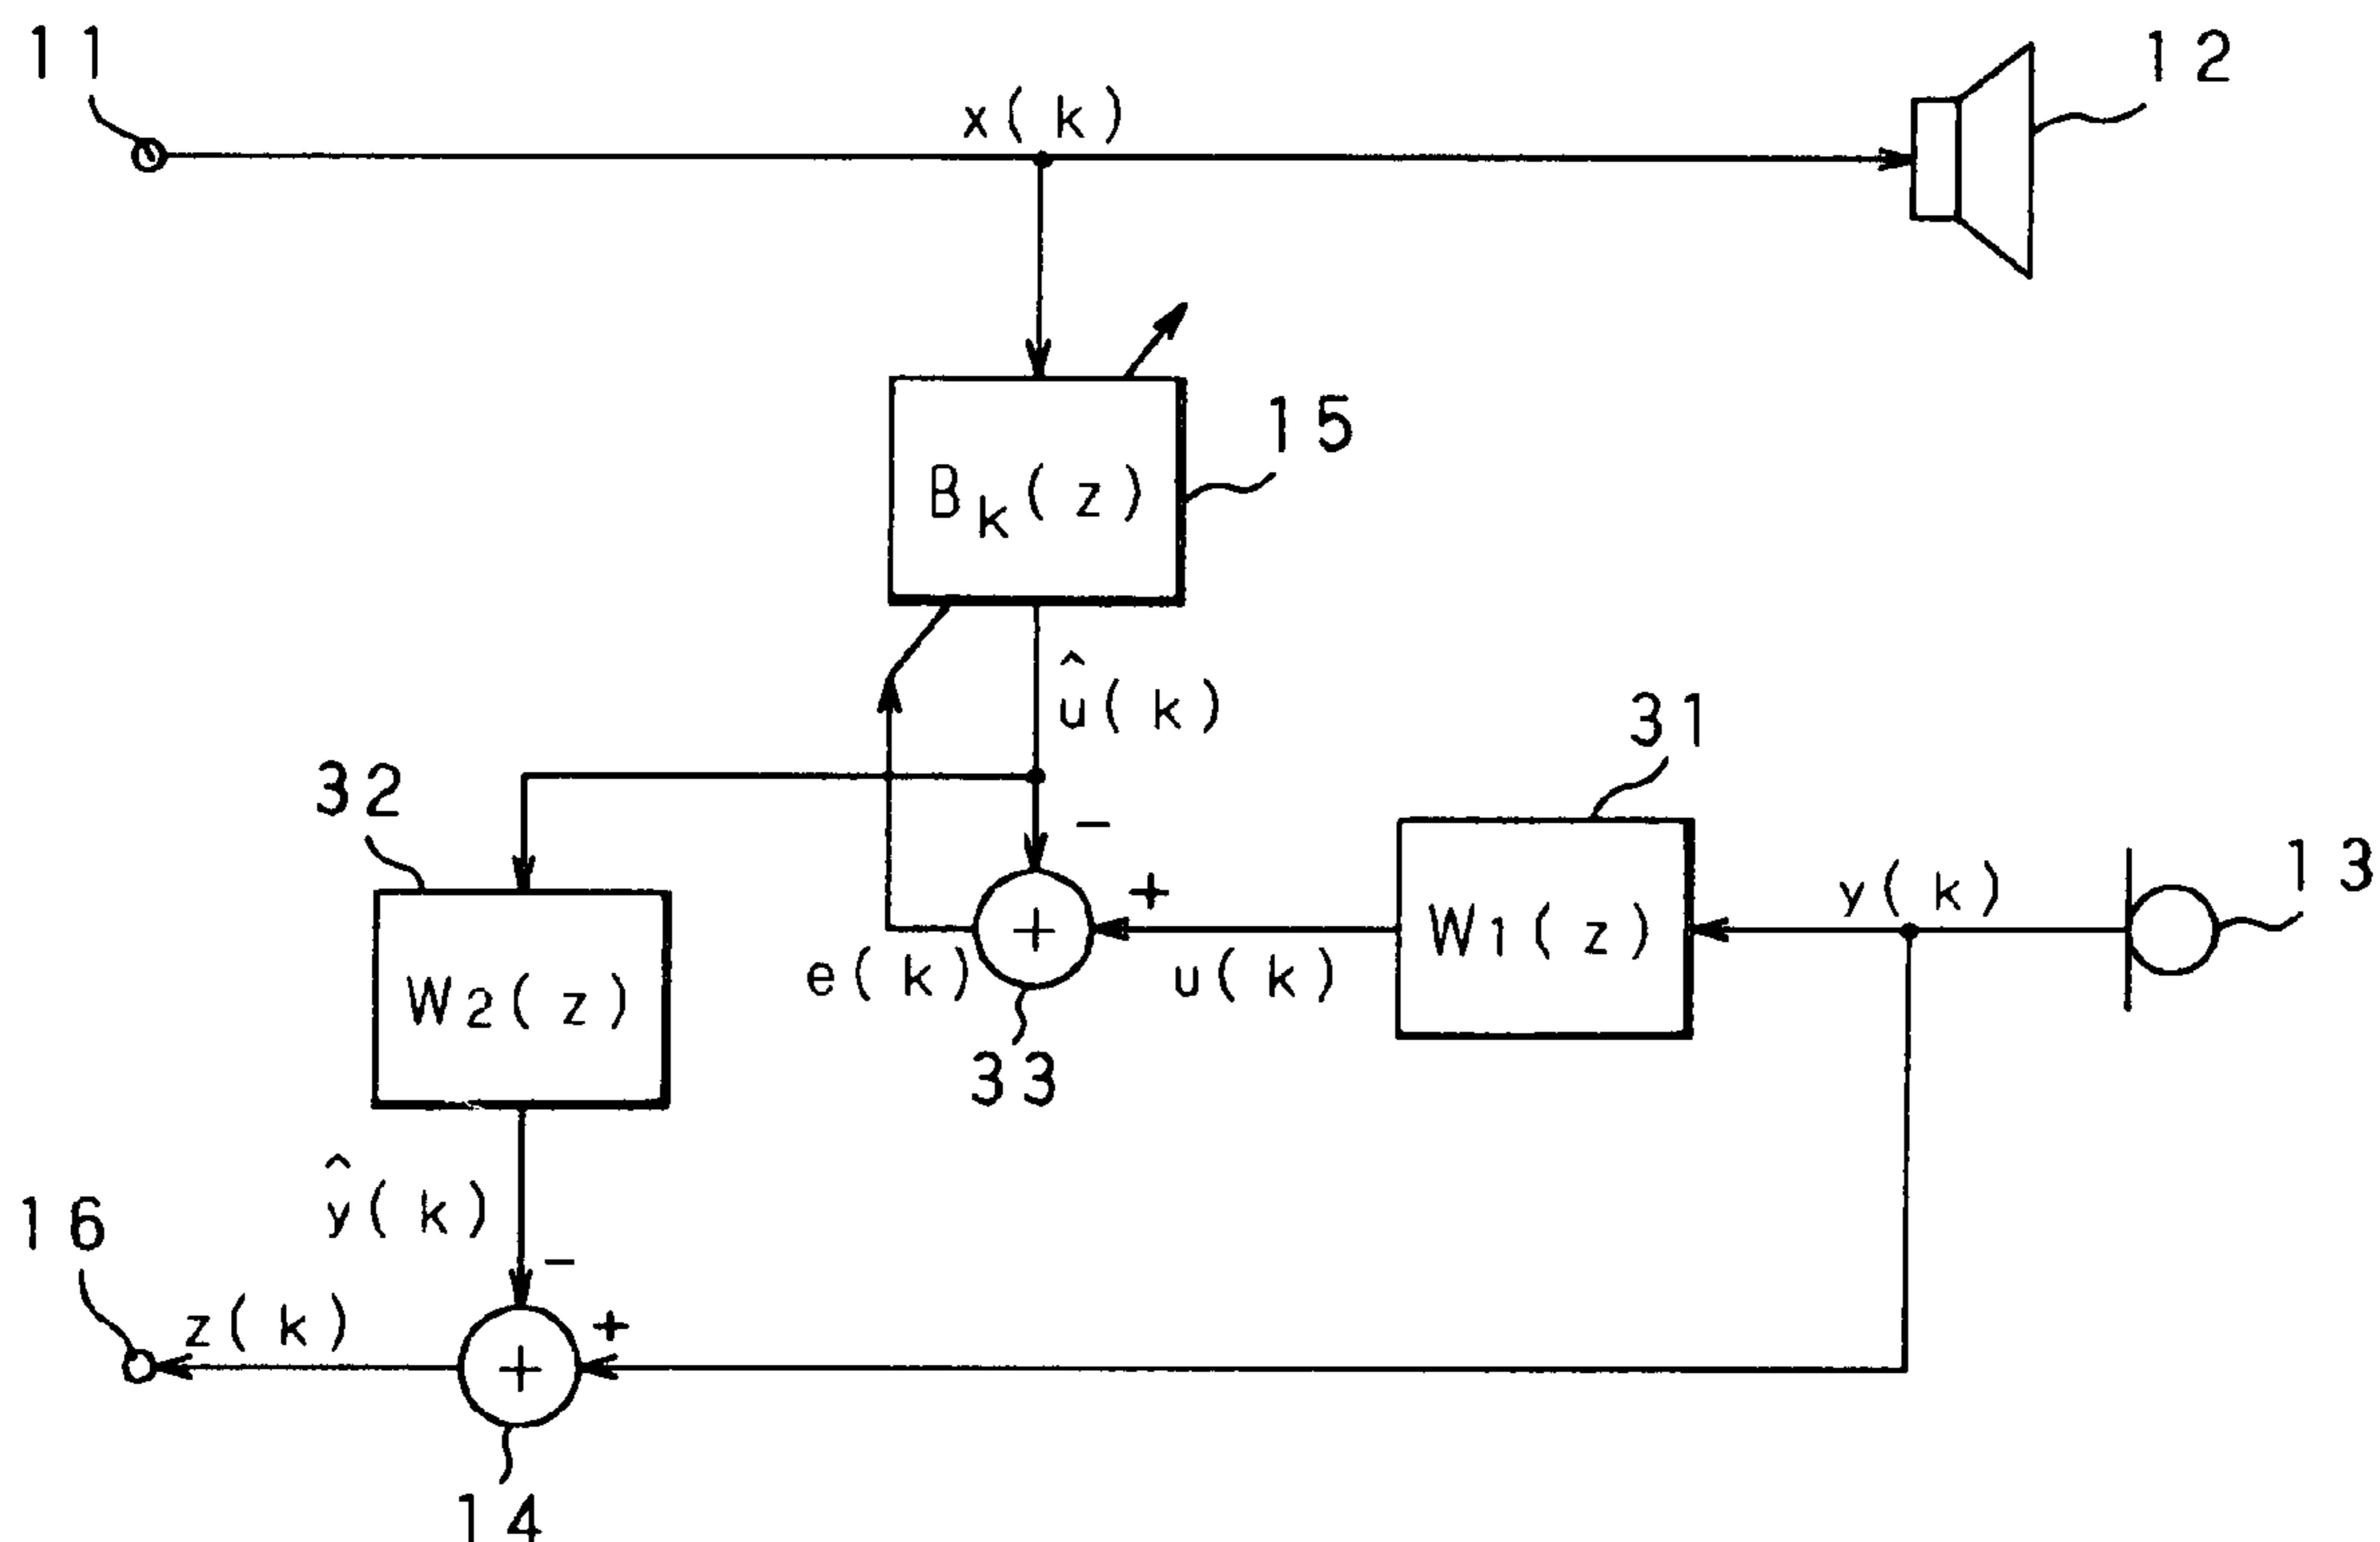 11
x(k)
12
Bk(z)
15
û(k)
31
32
−
+
y(k)
13
W1(z)
e(k)
u(k)
W2(z)
+
33
ŷ(k)
−
16
z(k)
+
+
14